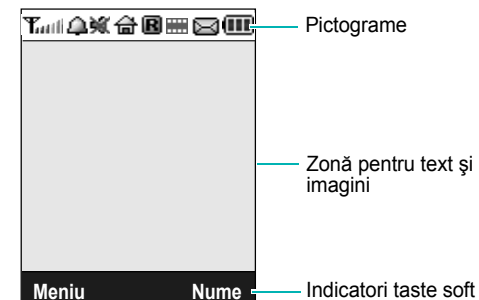 Pictograme
Zonă pentru text şi
imagini
Meniu Nume
Indicatori taste soft